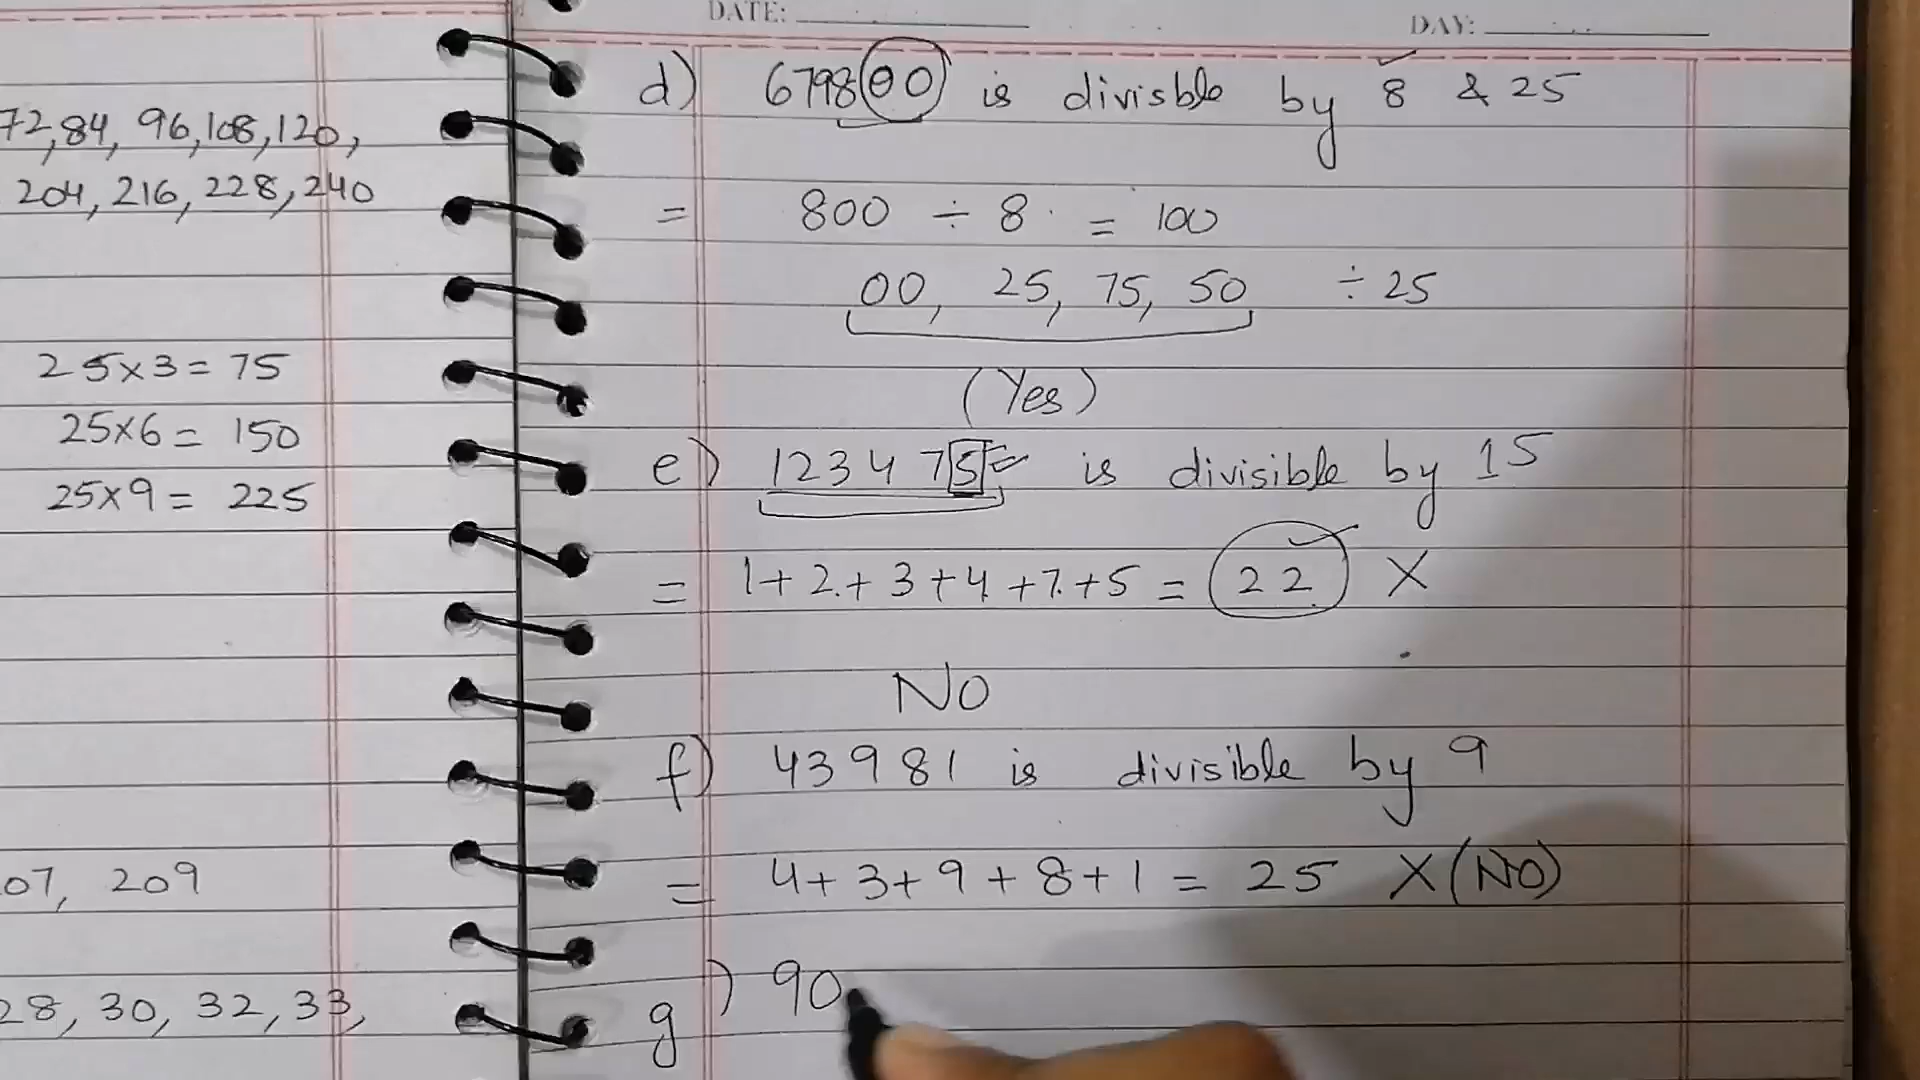 72, 84, 96, 108, 120,
204, 216, 228, 240
25×3 = 75
25×6 = 150
25×9 = 225
07, 209
28, 30, 32, 33,
DATE: DAY:
d) 679800 is divisble by 8 & 25
= 800 ÷ 8 = 100
00, 25, 75, 50 ÷ 25
(Yes)
e) 123475 is divisible by 15
= 1+2+3+4+7+5 = 22 X
NO
f) 43981 is divisible by 9
= 4+3+9+8+1 = 25 X (NO)
g) 90